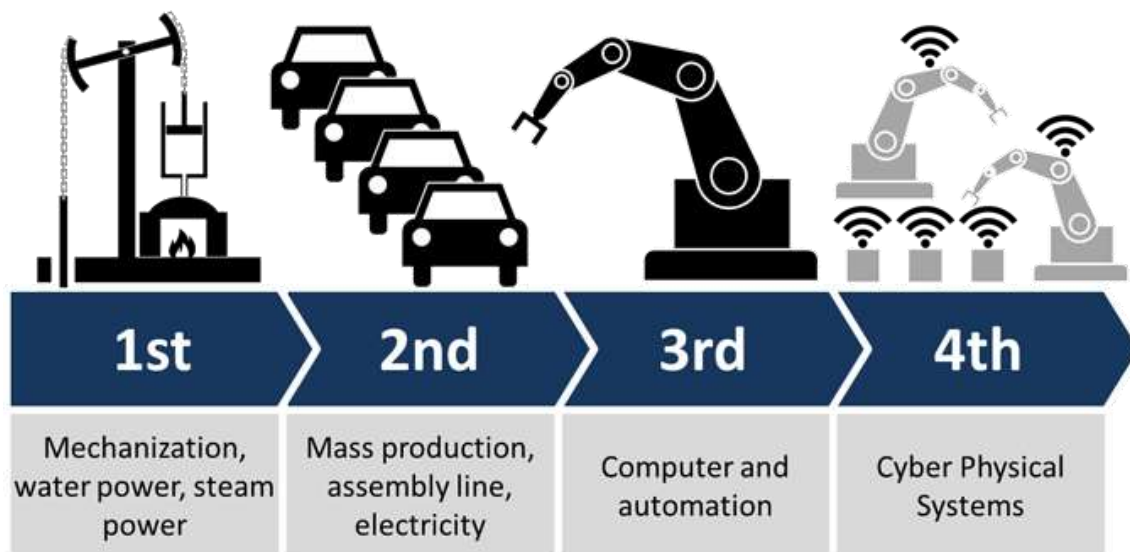 1st
2nd
3rd
4th
Mechanization,
water power, steam
power
Mass production,
assembly line,
electricity
Computer and
automation
Cyber Physical
Systems